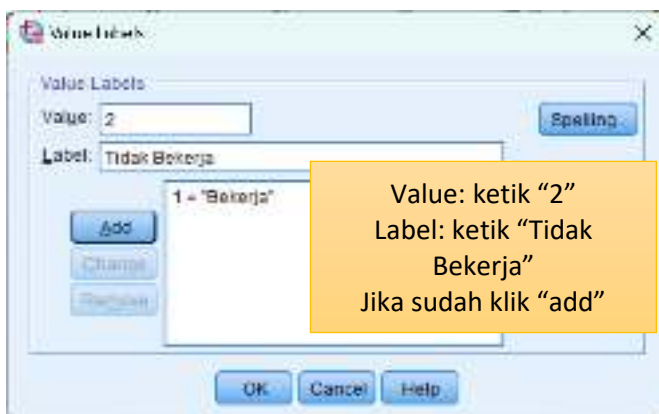 Value Labels
Value Labels
Value: 2
Spelling...
Label: Tidak Bekerja
1 = "Bekerja"
Add
Change
Remove
Value: ketik “2”
Label: ketik “Tidak
Bekerja”
Jika sudah klik “add”
OK Cancel Help